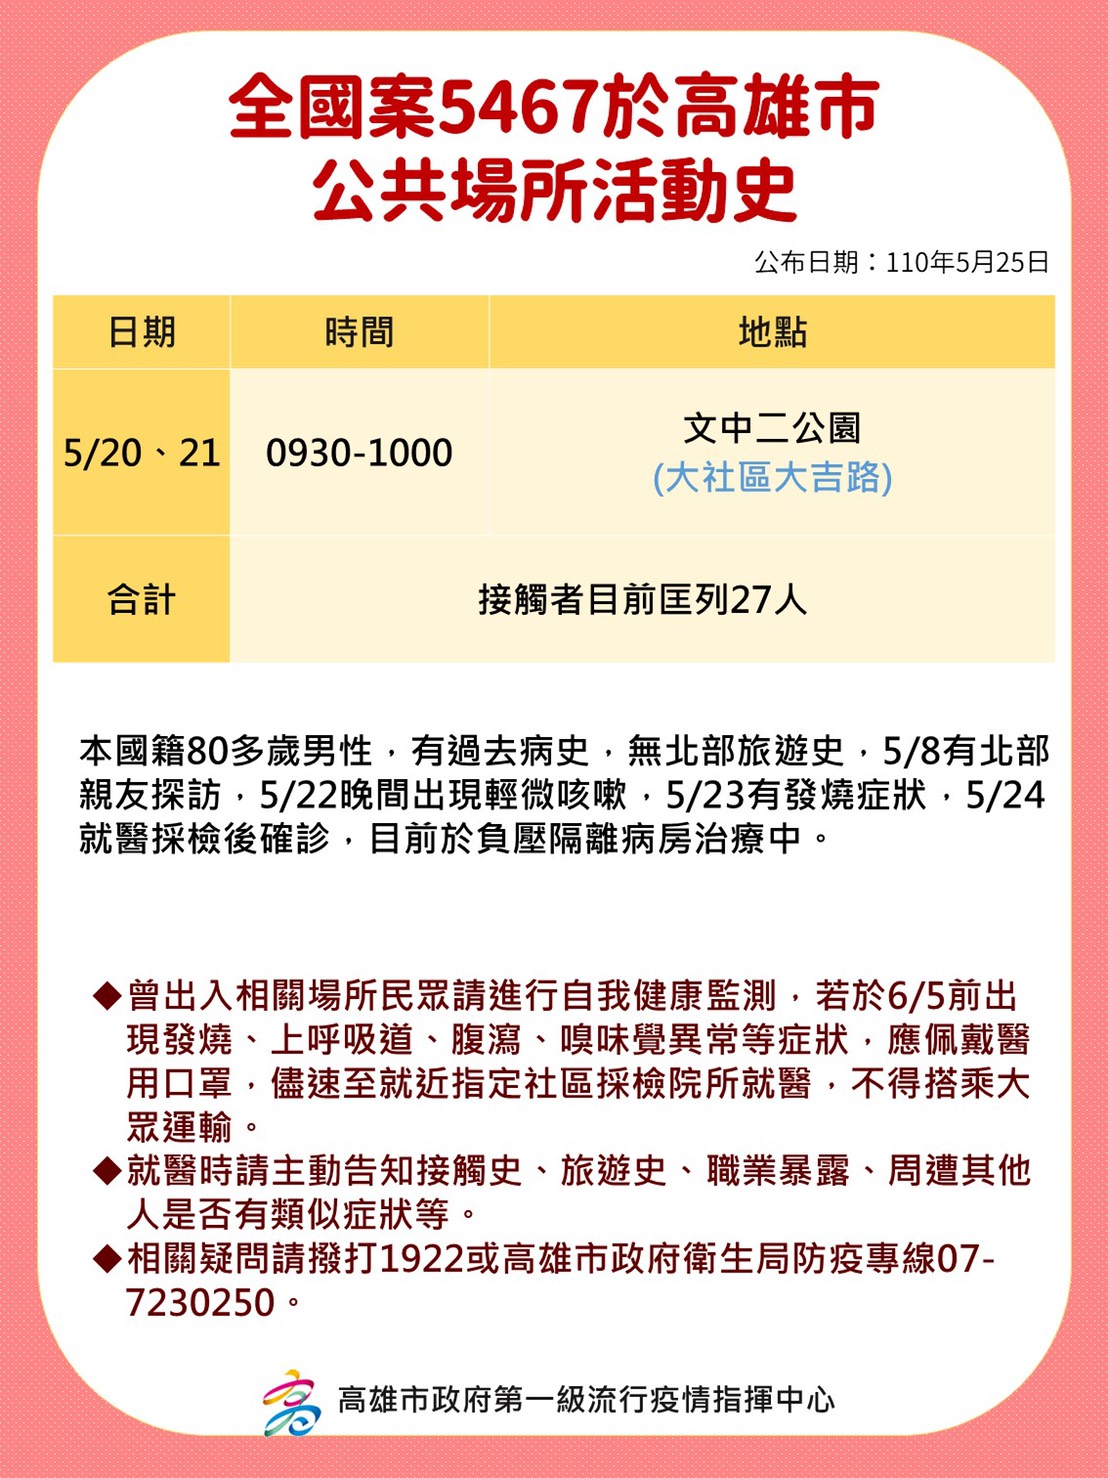 全國案5467於高雄市
公共場所活動史
公布日期：110年5月25日
日期 時間 地點
5/20、21 0930-1000 文中二公園
(大社區大吉路)
合計 接觸者目前匡列27人
本國籍80多歲男性，有過去病史，無北部旅遊史，5/8有北部
親友探訪，5/22晚間出現輕微咳嗽，5/23有發燒症狀，5/24
就醫採檢後確診，目前於負壓隔離病房治療中。
◆曾出入相關場所民眾請進行自我健康監測，若於6/5前出
現發燒、上呼吸道、腹瀉、嗅味覺異常等症狀，應佩戴醫
用口罩，儘速至就近指定社區採檢院所就醫，不得搭乘大
眾運輸。
◆就醫時請主動告知接觸史、旅遊史、職業暴露、周遭其他
人是否有類似症狀等。
◆相關疑問請撥打1922或高雄市政府衛生局防疫專線07-
7230250。
高雄市政府第一級流行疫情指揮中心